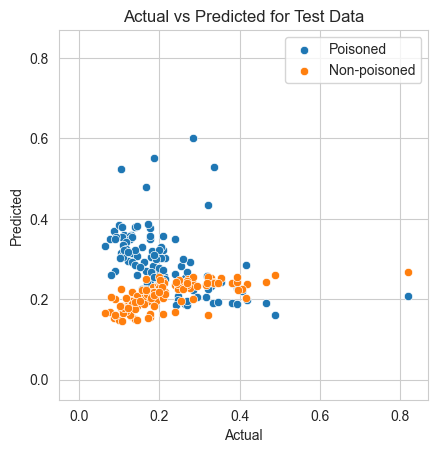 Actual vs Predicted for Test Data
Poisoned
Non-poisoned
0.8
0.6
0.4
0.2
0.0
Predicted
0.0 0.2 0.4 0.6 0.8
Actual